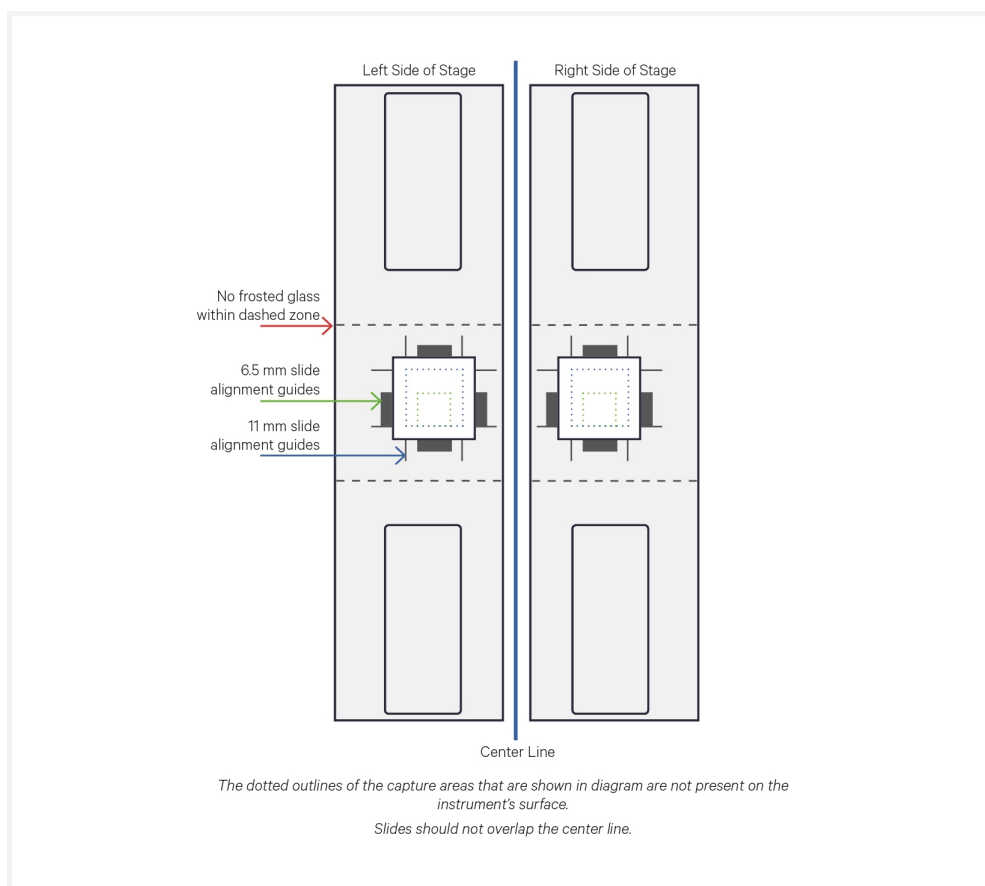 Left Side of Stage
Right Side of Stage
No frosted glass
within dashed zone
6.5 mm slide
alignment guides
11 mm slide
alignment guides
Center Line
The dotted outlines of the capture areas that are shown in diagram are not present on the
instrument's surface.
Slides should not overlap the center line.